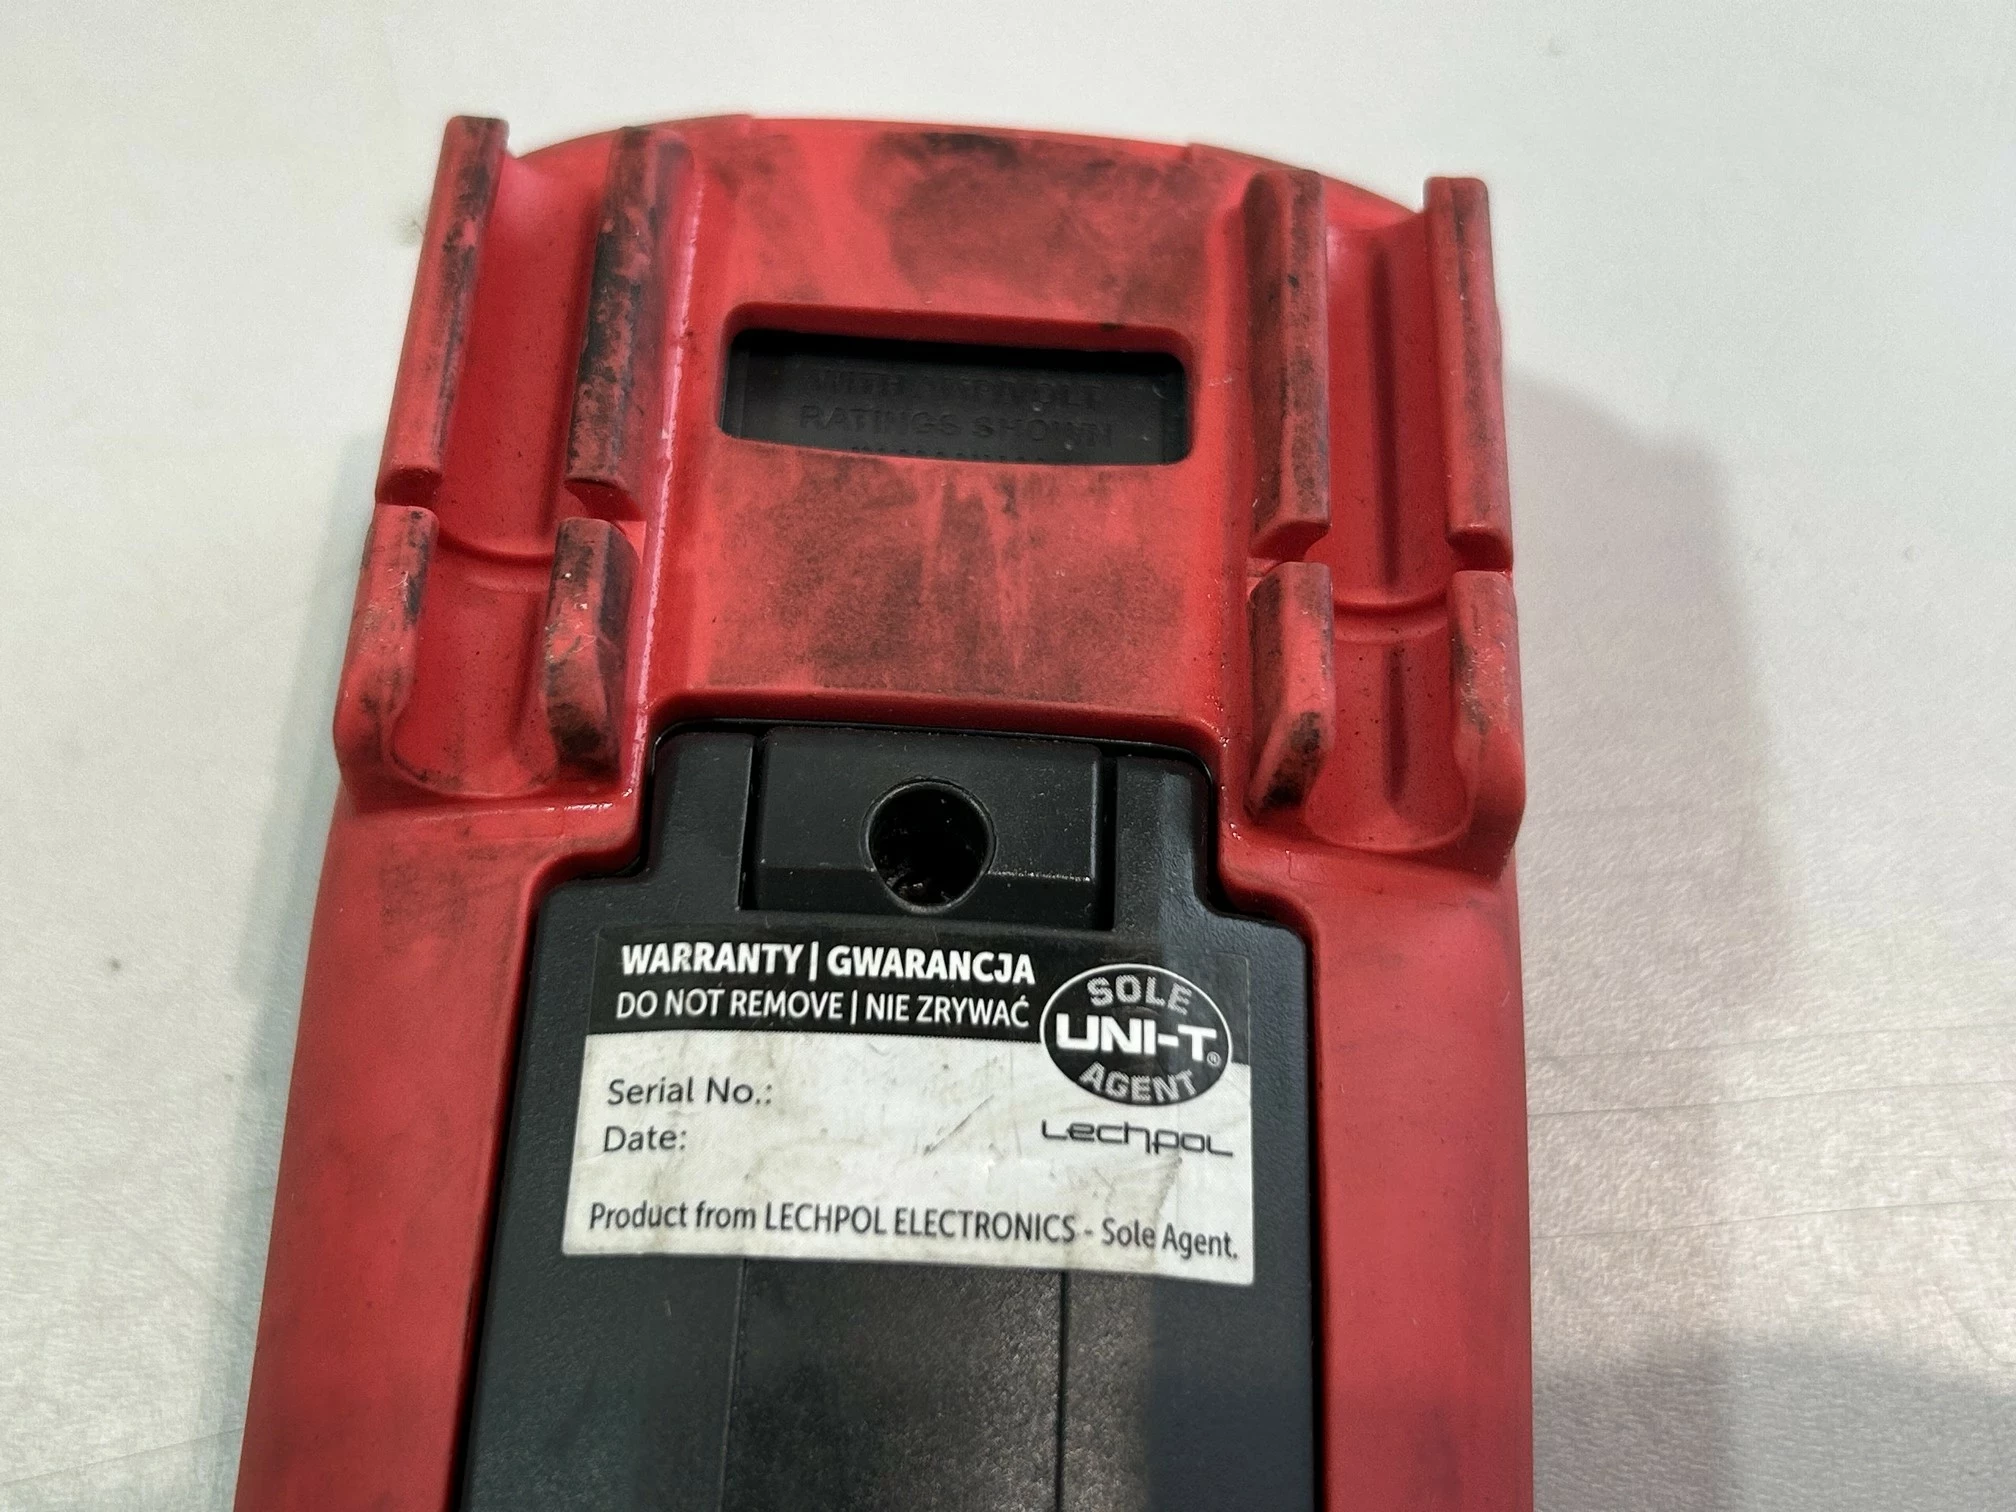 RATINGS SHOWN
WARRANTY | GWARANCJA
DO NOT REMOVE | NIE ZRYWAĆ
SOLE
UNI-T®
AGENT
Serial No.:
Date:
Lechpol
Product from LECHPOL ELECTRONICS - Sole Agent.